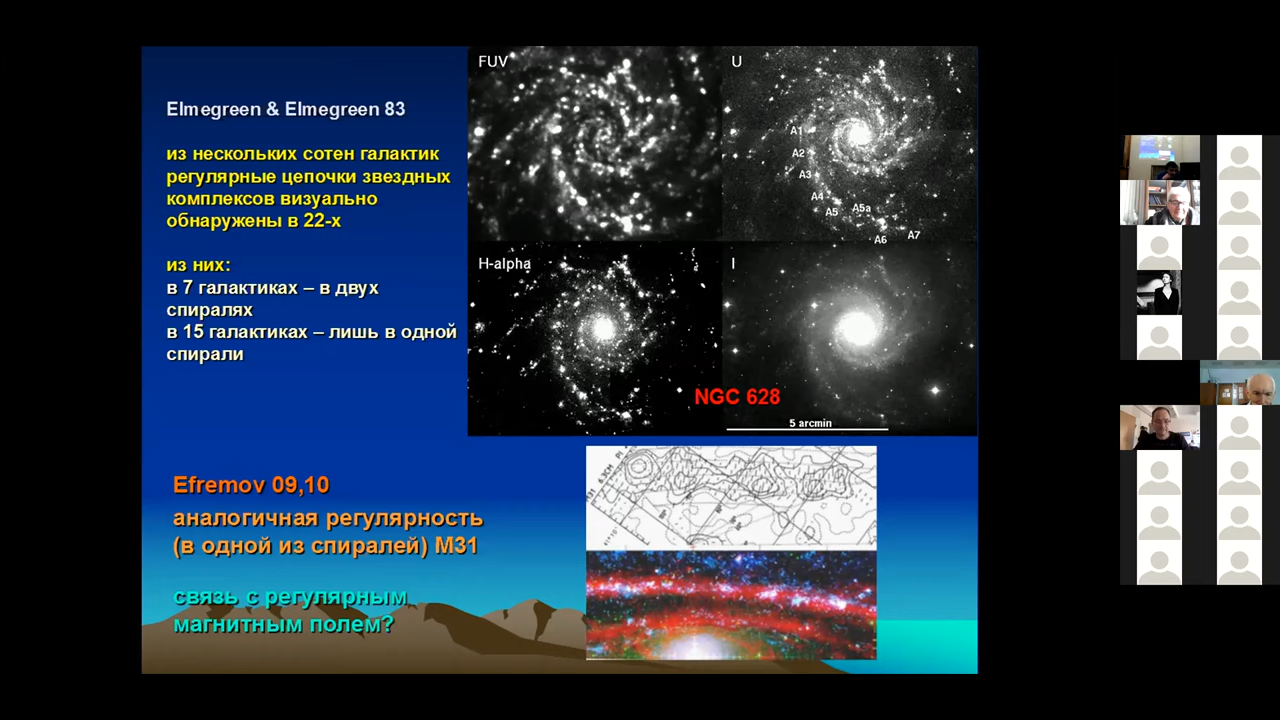 Elmegreen & Elmegreen 83
из нескольких сотен галактик
регулярные цепочки звездных
комплексов визуально
обнаружены в 22-х
из них:
в 7 галактиках – в двух
спиралях
в 15 галактиках – лишь в одной
спирали
FUV
U
A1
A2
A3
A4
A5
A5a
A6
A7
H-alpha
I
NGC 628
5 arcmin
Efremov 09,10
аналогичная регулярность
(в одной из спиралей) М31
связь с регулярным
магнитным полем?